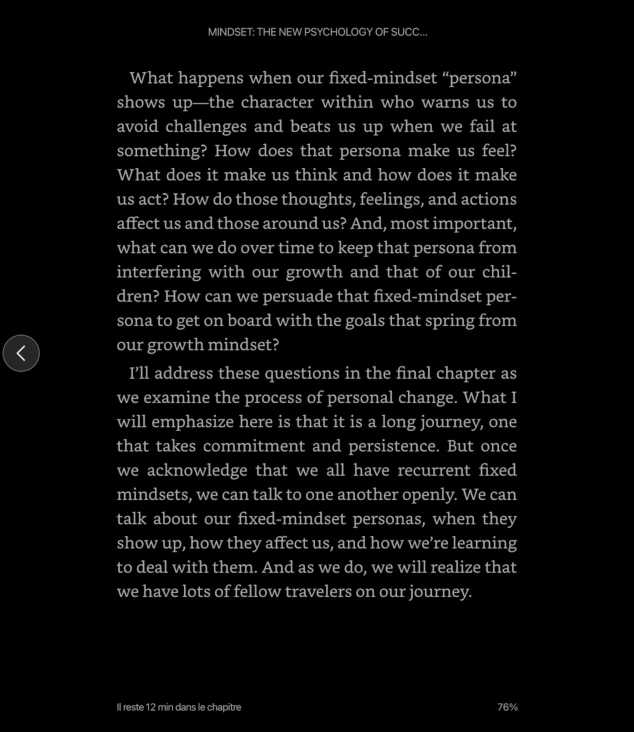 MINDSET: THE NEW PSYCHOLOGY OF SUCC...
What happens when our fixed-mindset “persona”
shows up—the character within who warns us to
avoid challenges and beats us up when we fail at
something? How does that persona make us feel?
What does it make us think and how does it make
us act? How do those thoughts, feelings, and actions
affect us and those around us? And, most important,
what can we do over time to keep that persona from
interfering with our growth and that of our chil-
dren? How can we persuade that fixed-mindset per-
sona to get on board with the goals that spring from
our growth mindset?
I’ll address these questions in the final chapter as
we examine the process of personal change. What I
will emphasize here is that it is a long journey, one
that takes commitment and persistence. But once
we acknowledge that we all have recurrent fixed
mindsets, we can talk to one another openly. We can
talk about our fixed-mindset personas, when they
show up, how they affect us, and how we’re learning
to deal with them. And as we do, we will realize that
we have lots of fellow travelers on our journey.
Il reste 12 min dans le chapitre
76%